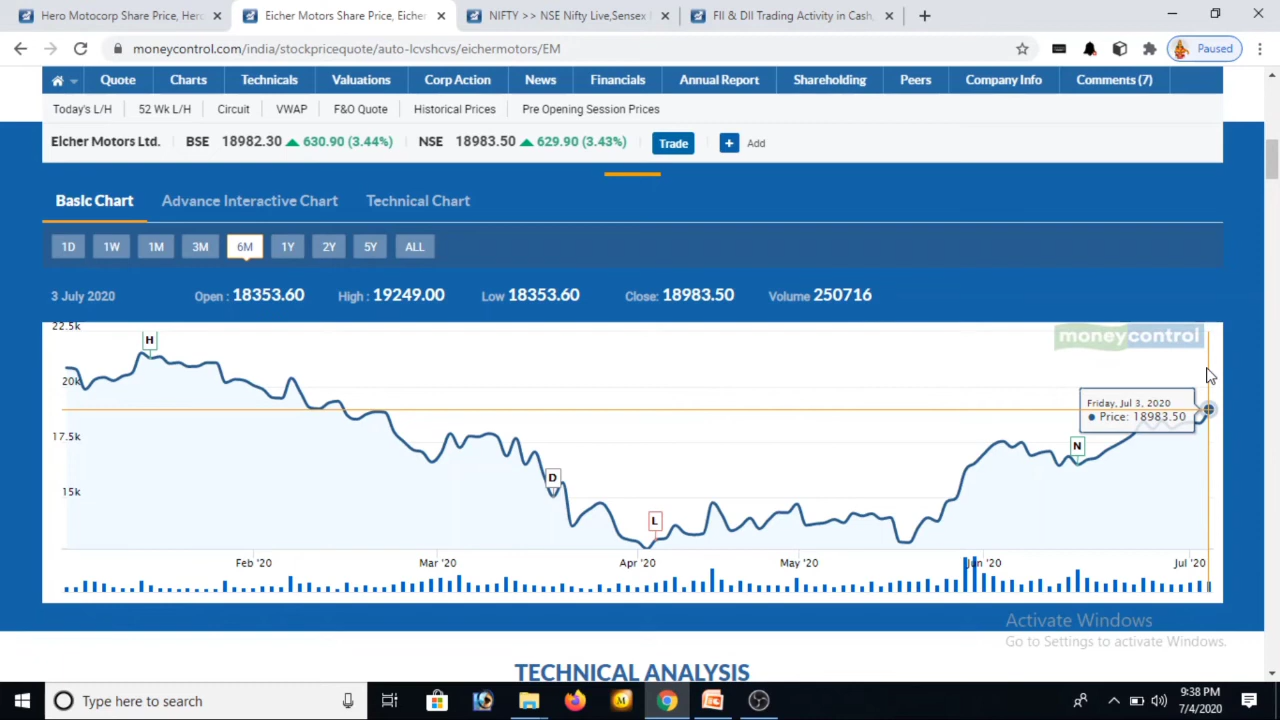 Hero Motocorp Share Price, Hero
Eicher Motors Share Price, Eicher
NIFTY >> NSE Nifty Live,Sensex
FII & DII Trading Activity in Cash,
moneycontrol.com/india/stockpricequote/auto-lcvshcvs/eichermotors/EM
Paused
Quote Charts Technicals Valuations Corp Action News Financials Annual Report Shareholding Peers Company Info Comments (7)
Today's L/H 52 Wk L/H Circuit VWAP F&O Quote Historical Prices Pre Opening Session Prices
Eicher Motors Ltd. BSE 18982.30 630.90 (3.44%) NSE 18983.50 629.90 (3.43%) Trade + Add
Basic Chart Advance Interactive Chart Technical Chart
1D 1W 1M 3M 6M 1Y 2Y 5Y ALL
3 July 2020 Open : 18353.60 High : 19249.00 Low 18353.60 Close: 18983.50 Volume 250716
22.5k
moneycontrol
H
20k
Friday, Jul 3, 2020
Price: 18983.50
17.5k
N
D
15k
L
Feb '20 Mar '20 Apr '20 May '20 Jun '20 Jul '20
Activate Windows
Go to Settings to activate Windows.
TECHNICAL ANALYSIS
Type here to search
9:38 PM
7/4/2020